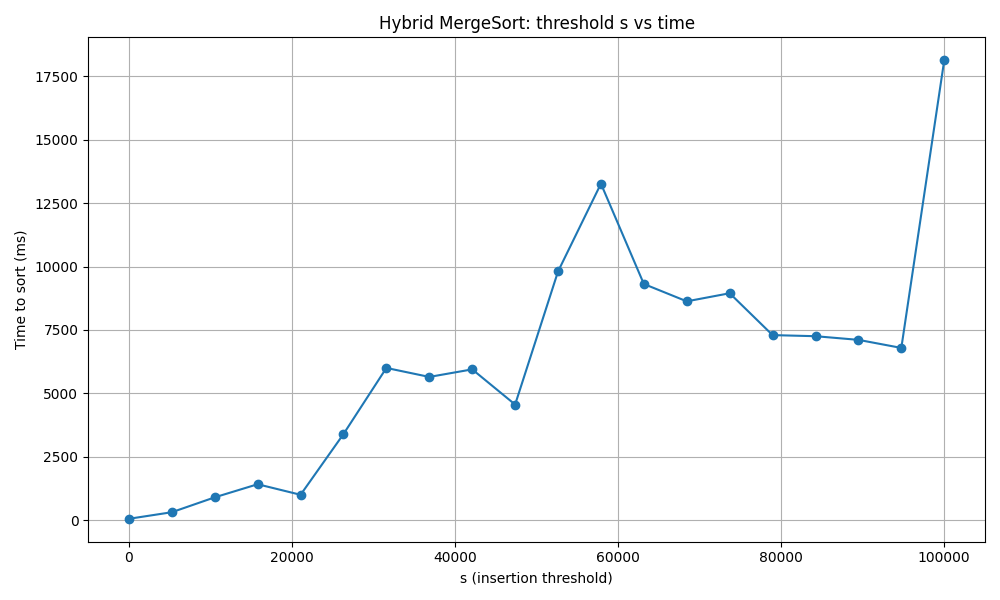 Hybrid MergeSort: threshold s vs time
Time to sort (ms)
17500
15000
12500
10000
7500
5000
2500
0
0 20000 40000 60000 80000 100000
s (insertion threshold)